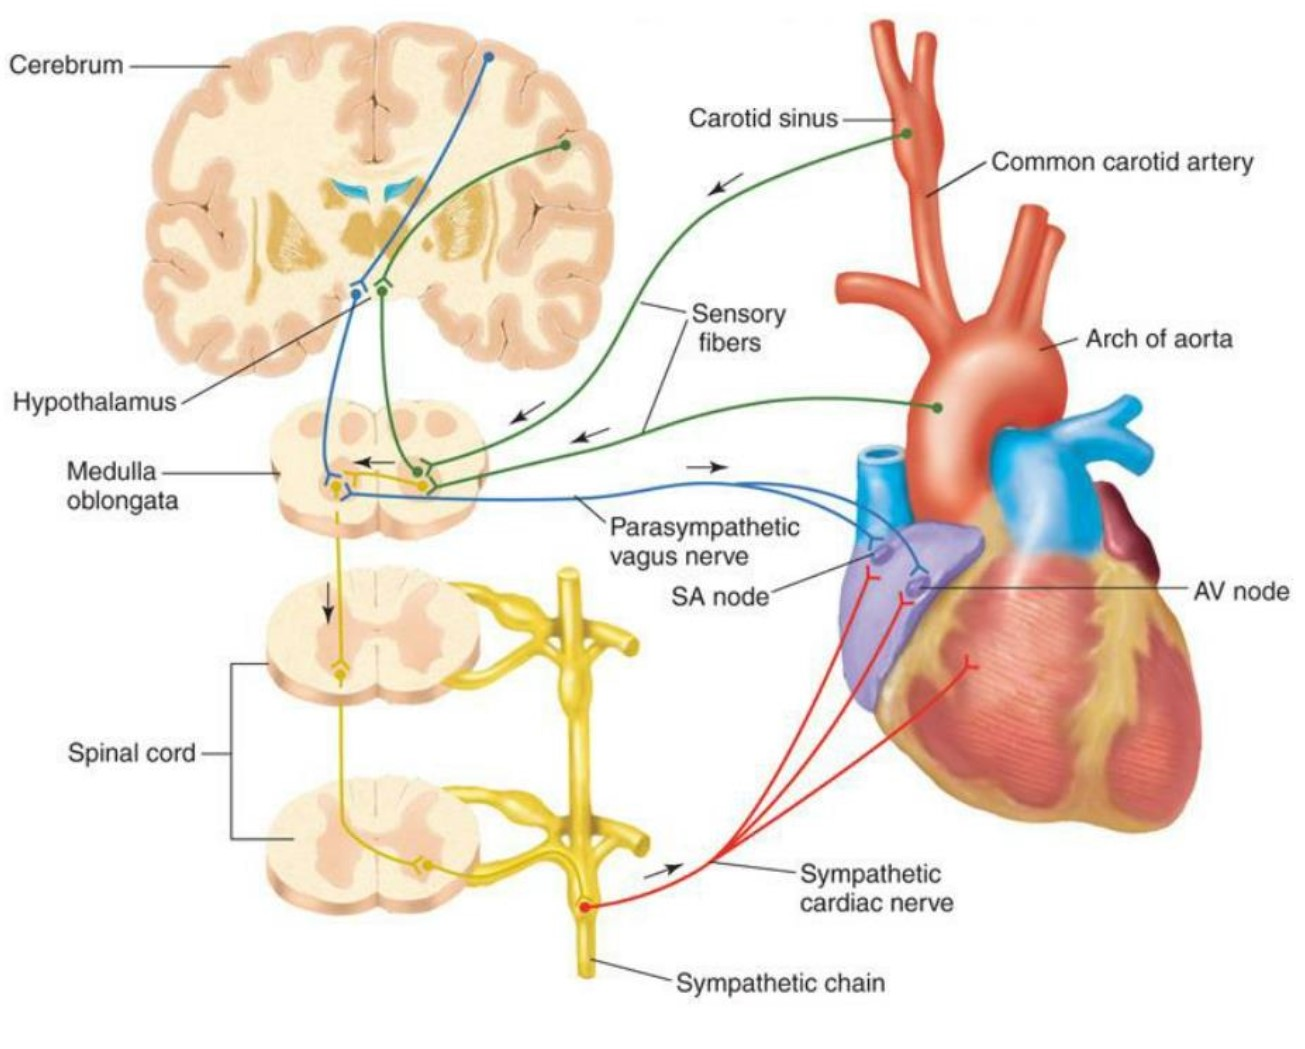 Cerebrum
Carotid sinus
Common carotid artery
Sensory
fibers
Arch of aorta
Hypothalamus
Medulla
oblongata
Parasympathetic
vagus nerve
SA node
AV node
Spinal cord
Sympathetic
cardiac nerve
Sympathetic chain